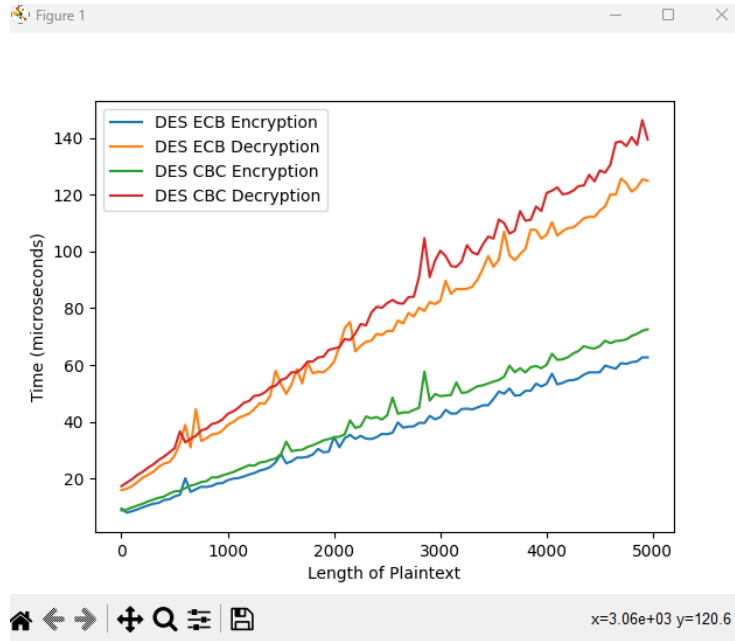 Figure 1
DES ECB Encryption
DES ECB Decryption
DES CBC Encryption
DES CBC Decryption
140
120
100
80
60
40
20
Time (microseconds)
0 1000 2000 3000 4000 5000
Length of Plaintext
x=3.06e+03 y=120.6